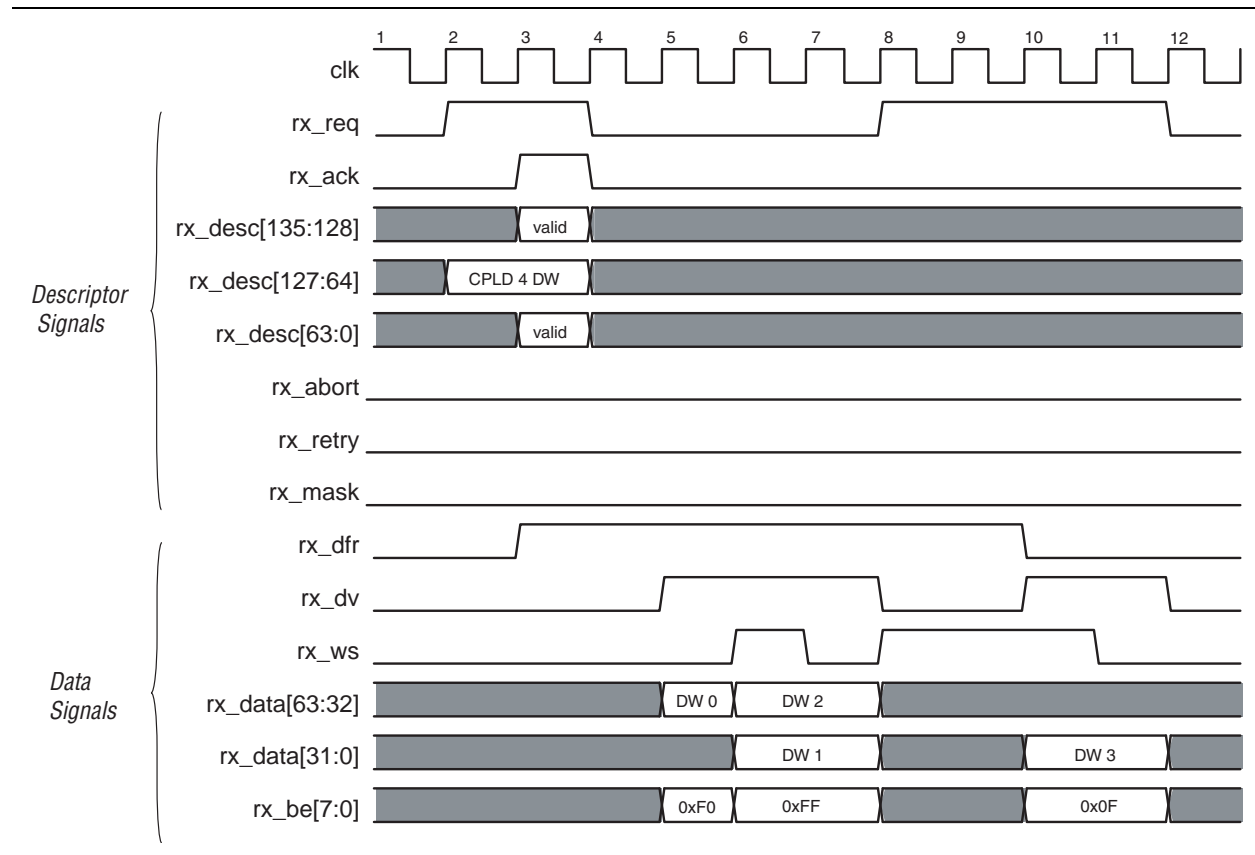 1 2 3 4 5 6 7 8 9 10 11 12
clk
rx_req
rx_ack
rx_desc[135:128] valid
rx_desc[127:64] CPLD 4 DW
rx_desc[63:0] valid
rx_abort
rx_retry
rx_mask
Descriptor
Signals
rx_dfr
rx_dv
rx_ws
rx_data[63:32] DW 0 DW 2
rx_data[31:0] DW 1 DW 3
rx_be[7:0] 0xF0 0xFF 0x0F
Data
Signals